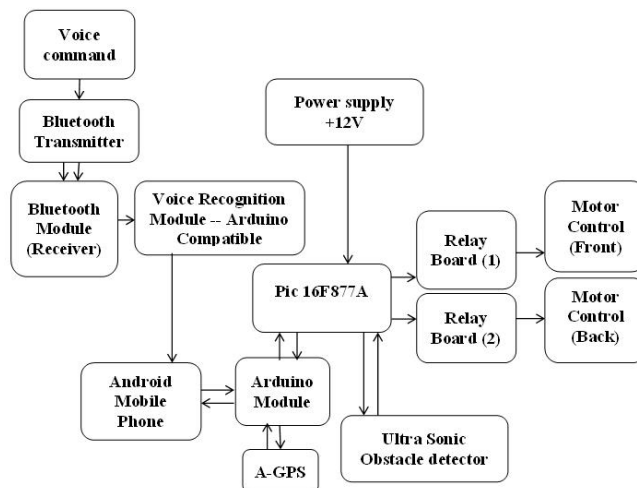 Voice
command
Bluetooth
Transmitter
Bluetooth
Module
(Receiver)
Voice Recognition
Module -- Arduino
Compatible
Power supply
+12V
Pic 16F877A
Relay
Board (1)
Motor
Control
(Front)
Relay
Board (2)
Motor
Control
(Back)
Android
Mobile
Phone
Arduino
Module
A-GPS
Ultra Sonic
Obstacle detector